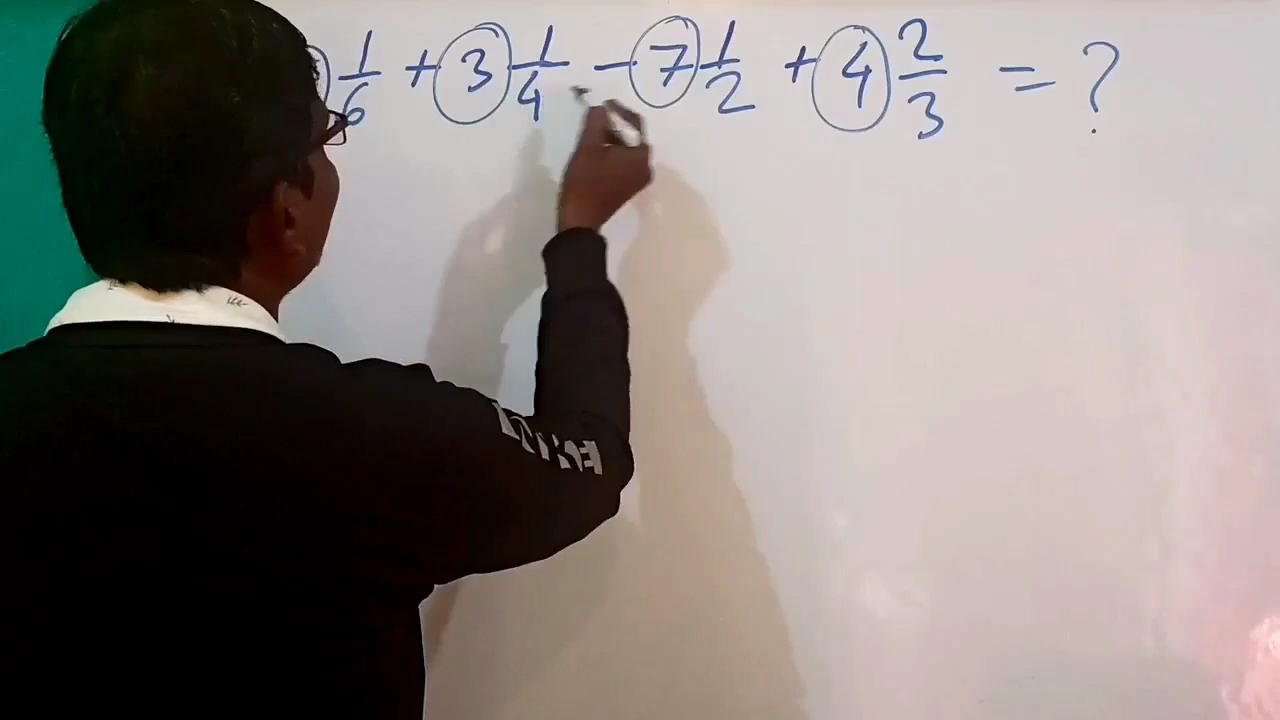 1/6 + 3 1/4 - 7 1/2 + 4 2/3 = ?